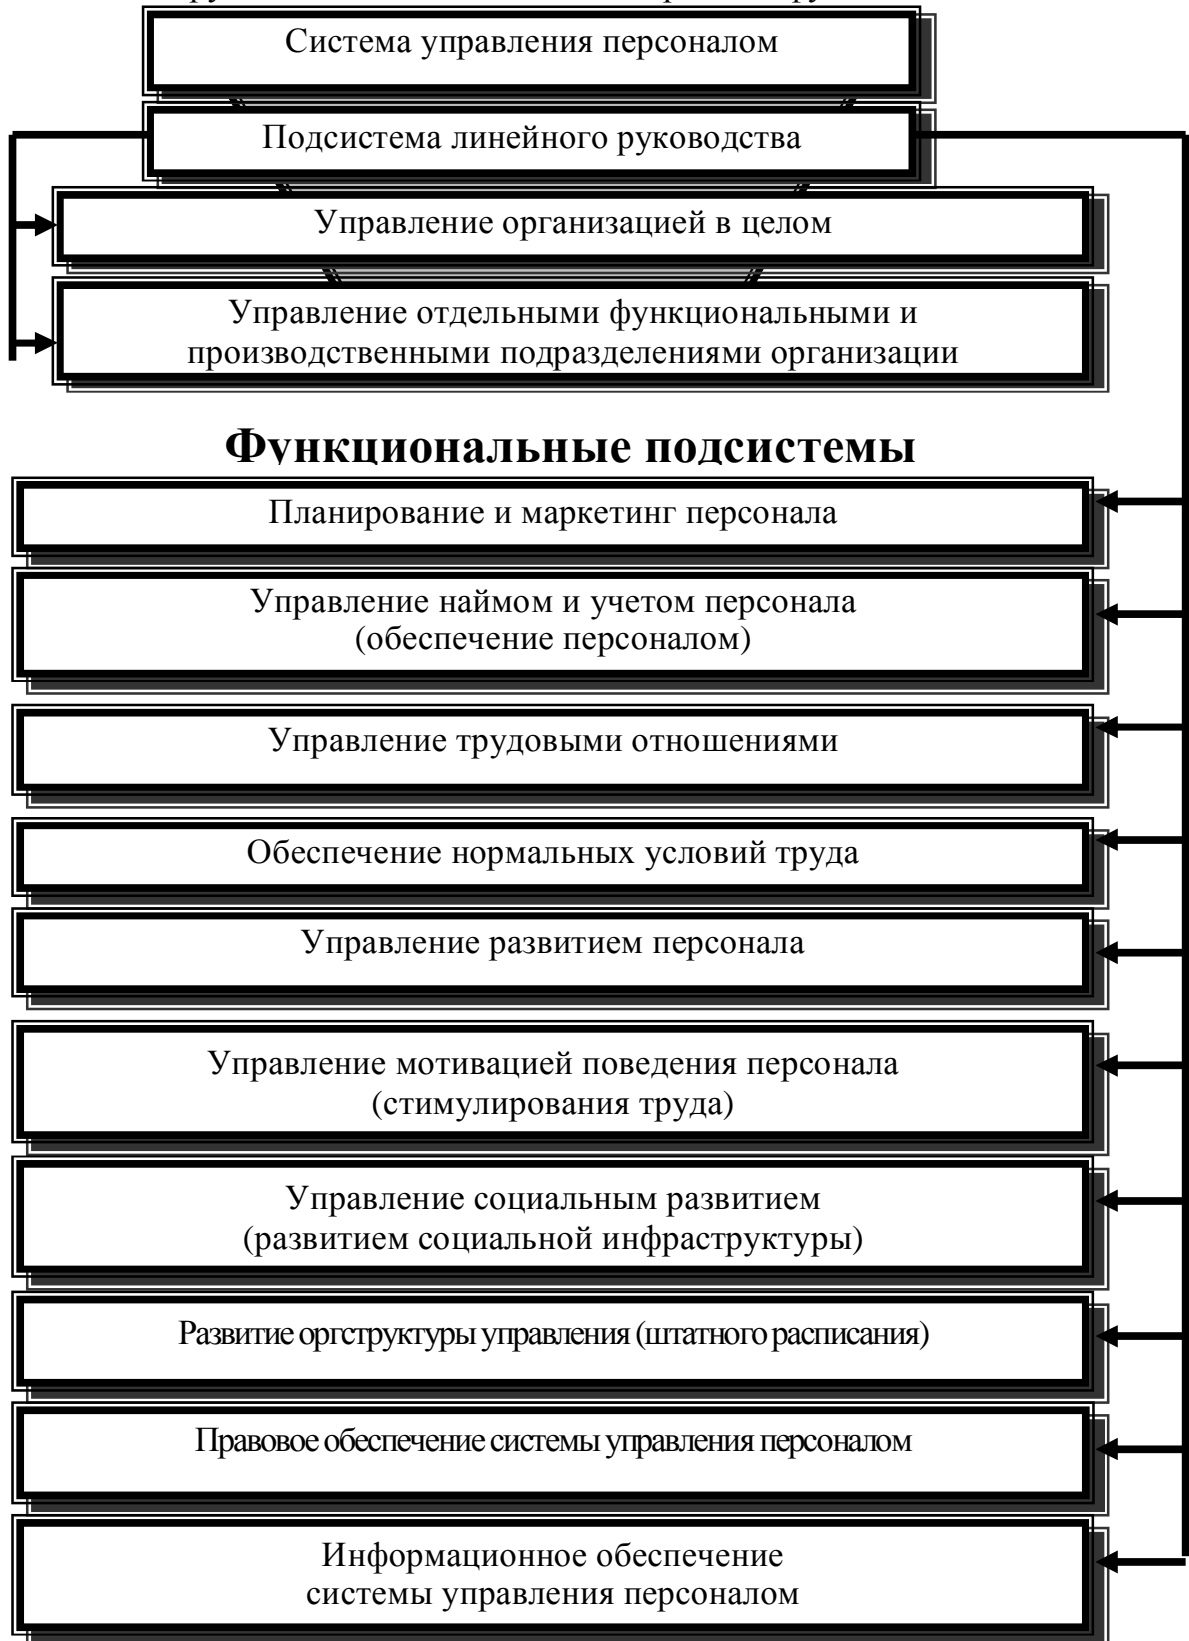 Система управления персоналом
Подсистема линейного руководства
Управление организацией в целом
Управление отдельными функциональными и
производственными подразделениями организации
Функциональные подсистемы
Планирование и маркетинг персонала
Управление наймом и учетом персонала
(обеспечение персоналом)
Управление трудовыми отношениями
Обеспечение нормальных условий труда
Управление развитием персонала
Управление мотивацией поведения персонала
(стимулирования труда)
Управление социальным развитием
(развитием социальной инфраструктуры)
Развитие оргструктуры управления (штатного расписания)
Правовое обеспечение системы управления персоналом
Информационное обеспечение
системы управления персоналом